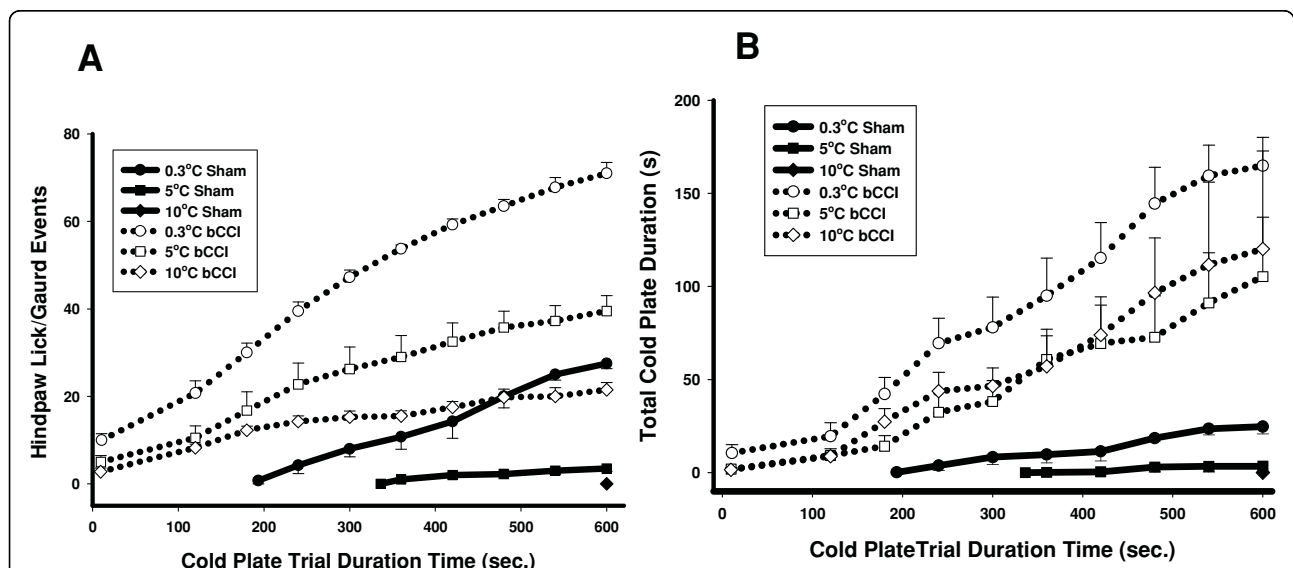 A
Hindpaw Lick/Gaurd Events
80
60
40
20
0
0.3°C Sham
5°C Sham
10°C Sham
0.3°C bCCI
5°C bCCI
10°C bCCI
0 100 200 300 400 500 600
Cold Plate Trial Duration Time (sec.)
B
Total Cold Plate Duration (s)
200
150
100
50
0
0.3°C Sham
5°C Sham
10°C Sham
0.3°C bCCI
5°C bCCI
10°C bCCI
0 100 200 300 400 500 600
Cold PlateTrial Duration Time (sec.)